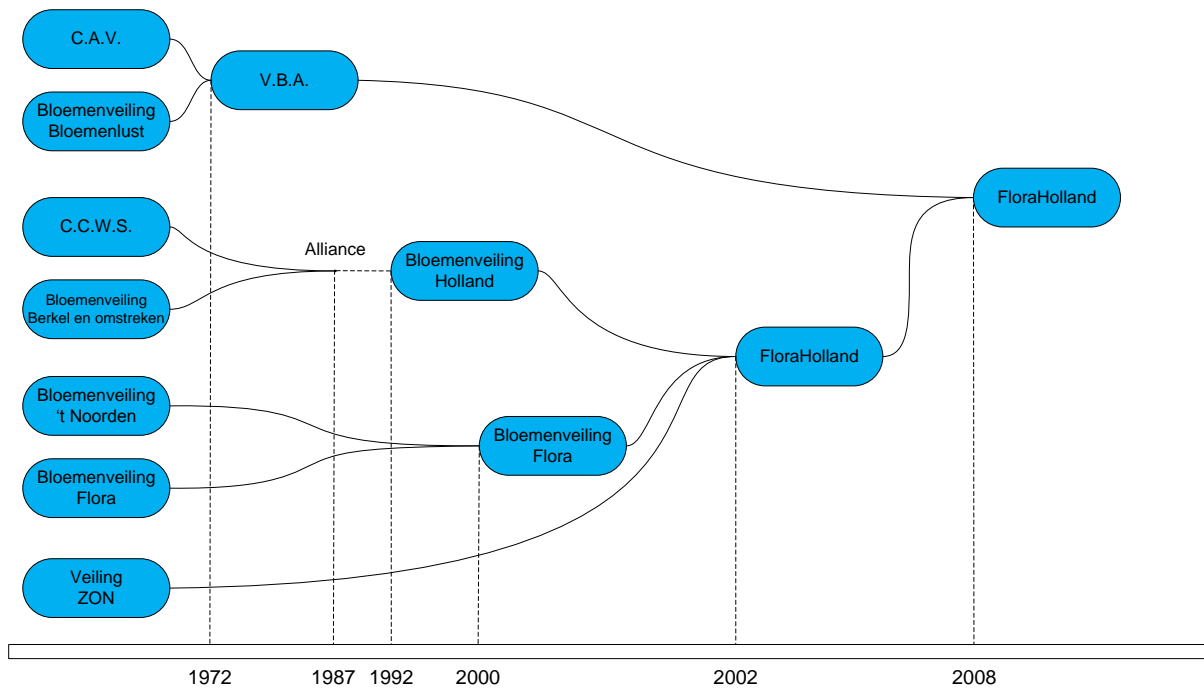 C.A.V.
V.B.A.
Bloemenveiling
Bloemenlust
FloraHolland
C.C.W.S.
Alliance
Bloemenveiling
Holland
Bloemenveiling
Berkel en omstreken
FloraHolland
Bloemenveiling
‘t Noorden
Bloemenveiling
Flora
Bloemenveiling
Flora
Veiling
ZON
1972
1987
1992
2000
2002
2008